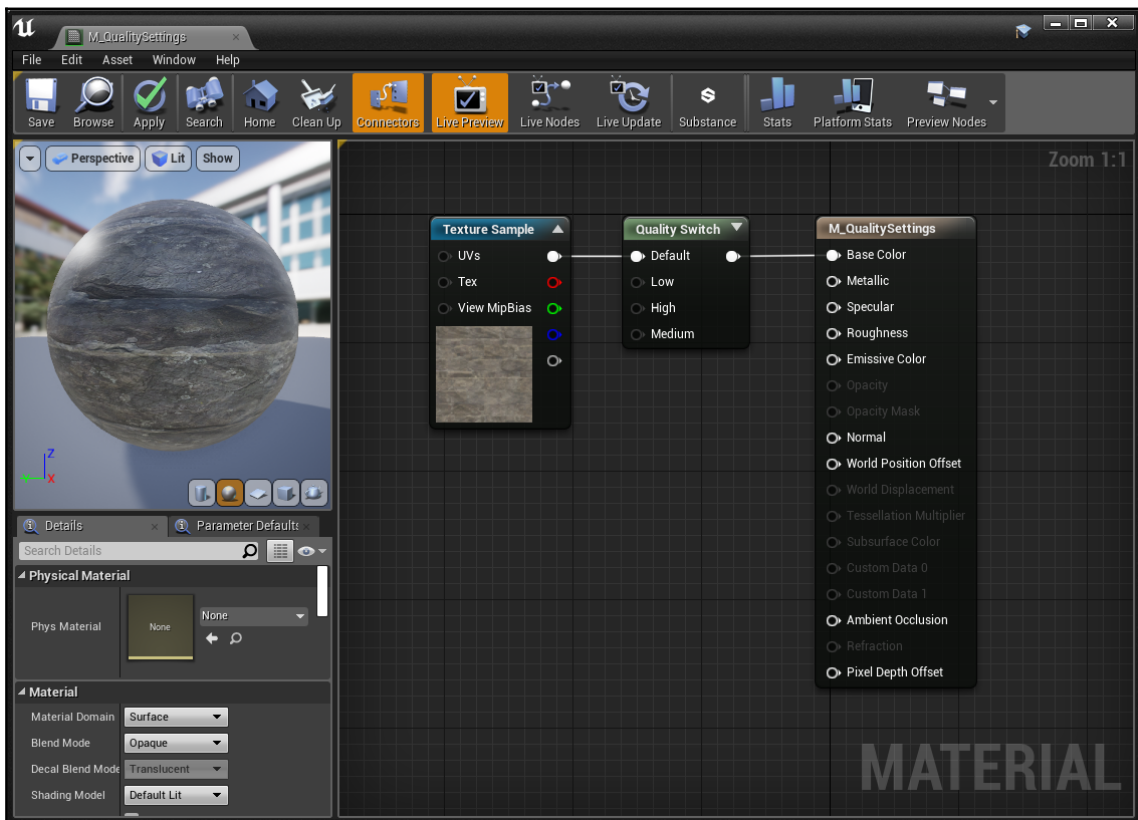 M_QualitySettings
File Edit Asset Window Help
Save Browse Apply Search Home Clean Up Connectors Live Preview Live Nodes Live Update Substance Stats Platform Stats Preview Nodes
Perspective Lit Show
Zoom 1:1
Texture Sample
UVs
Tex
View MipBias
Quality Switch
Default
Low
High
Medium
M_QualitySettings
Base Color
Metallic
Specular
Roughness
Emissive Color
Opacity
Opacity Mask
Normal
World Position Offset
World Displacement
Tessellation Multiplier
Subsurface Color
Custom Data 0
Custom Data 1
Ambient Occlusion
Refraction
Pixel Depth Offset
MATERIAL
Z
Y X
Details Parameter Defaults
Search Details
Physical Material
Phys Material None None
Material
Material Domain Surface
Blend Mode Opaque
Decal Blend Mode Translucent
Shading Model Default Lit